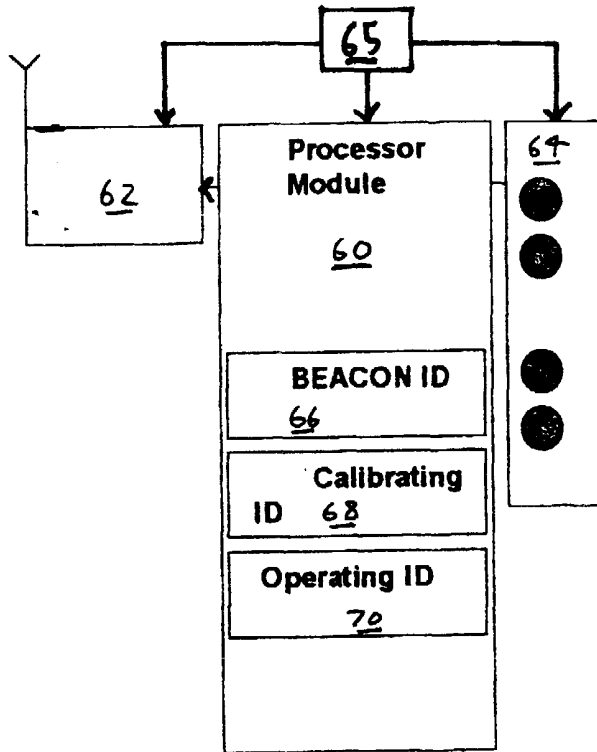 65
62
Processor
Module
60
64
BEACON ID
66
Calibrating
ID 68
Operating ID
70